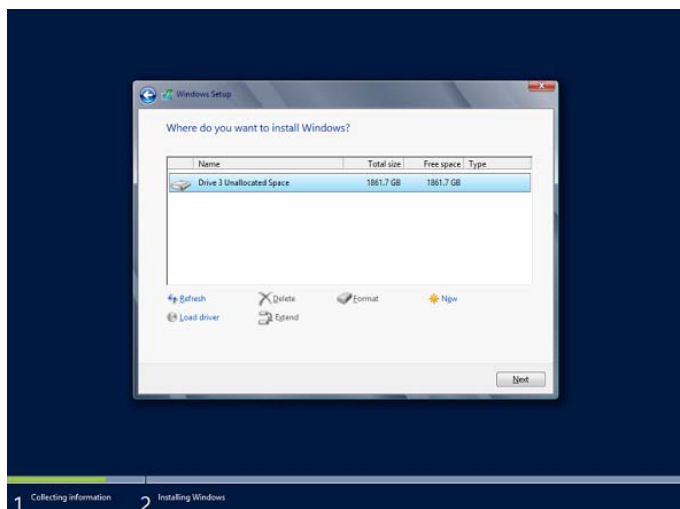 Windows Setup
Where do you want to install Windows?
Name Total size Free space Type
Drive 3 Unallocated Space 1861.7 GB 1861.7 GB
Refresh Delete Format New
Load driver Extend
Next
1 Collecting information 2 Installing Windows